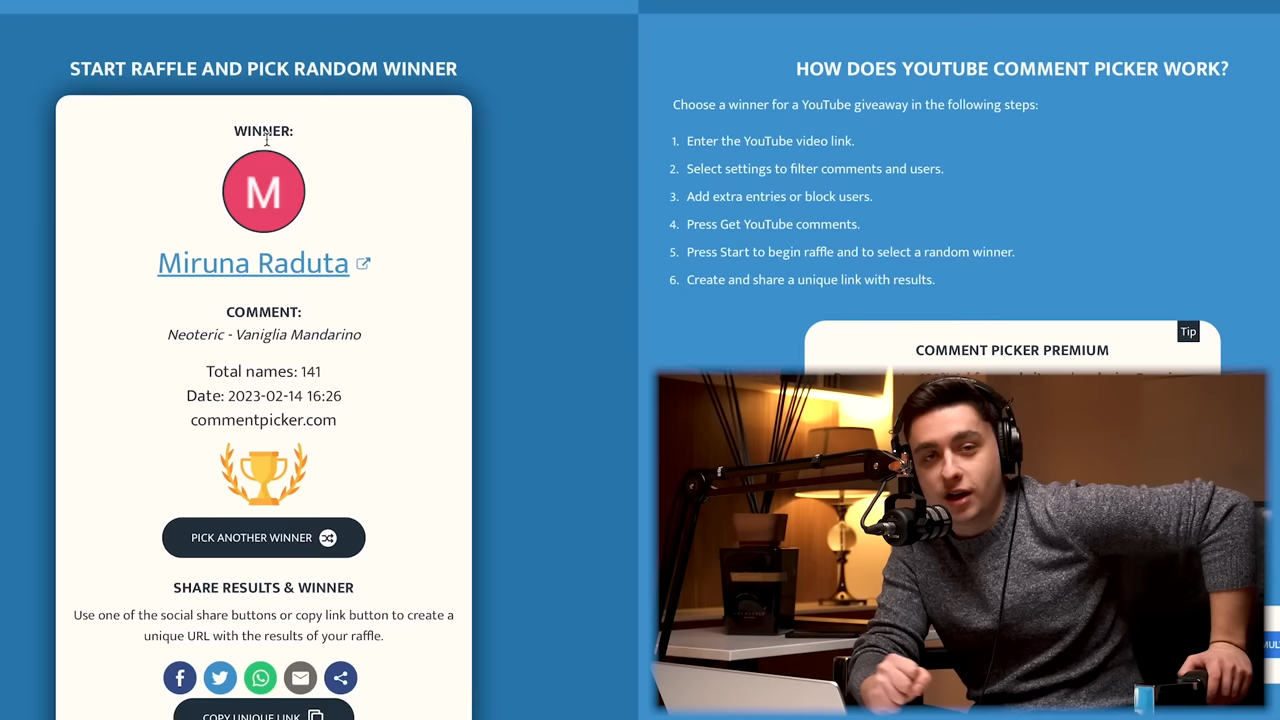 START RAFFLE AND PICK RANDOM WINNER
WINNER:
M
Miruna Raduta
COMMENT:
Neoteric - Vaniglia Mandarino
Total names: 141
Date: 2023-02-14 16:26
commentpicker.com
PICK ANOTHER WINNER
SHARE RESULTS & WINNER
Use one of the social share buttons or copy link button to create a
unique URL with the results of your raffle.
COPY UNIQUE LINK
HOW DOES YOUTUBE COMMENT PICKER WORK?
Choose a winner for a YouTube giveaway in the following steps:
1. Enter the YouTube video link.
2. Select settings to filter comments and users.
3. Add extra entries or block users.
4. Press Get YouTube comments.
5. Press Start to begin raffle and to select a random winner.
6. Create and share a unique link with results.
Tip
COMMENT PICKER PREMIUM